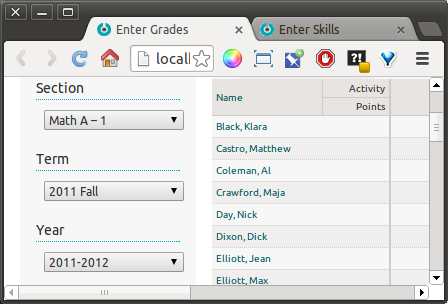 Enter Grades
Enter Skills
local
?!
Section
Math A – 1
Term
2011 Fall
Year
2011-2012
Name
Activity
Points
Black, Klara
Castro, Matthew
Coleman, Al
Crawford, Maja
Day, Nick
Dixon, Dick
Elliott, Jean
Elliott, Max